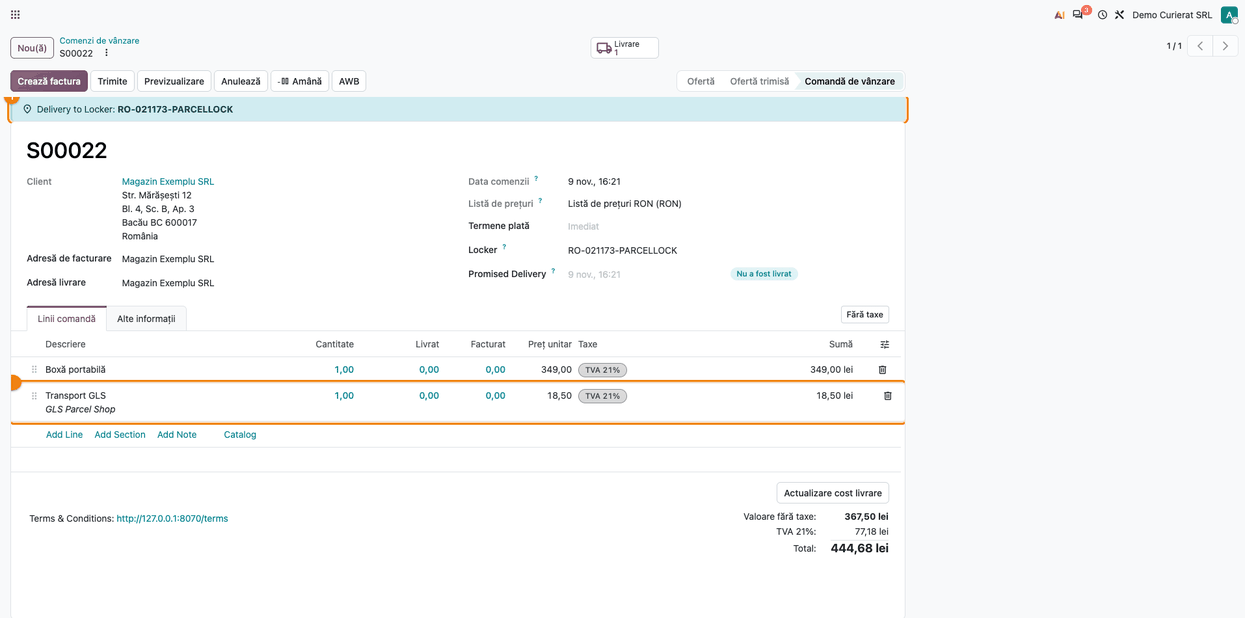 AI
3
Demo Curierat SRL
A
Nou(ă)
Comenzi de vânzare
S00022
Livrare
1
1 / 1
Crează factura
Trimite
Previzualizare
Anulează
Amână
AWB
Ofertă
Ofertă trimisă
Comandă de vânzare
Delivery to Locker: RO-021173-PARCELLOCK
S00022
Client
Magazin Exemplu SRL
Str. Mărășești 12
Bl. 4, Sc. B, Ap. 3
Bacău BC 600017
România
Adresă de facturare Magazin Exemplu SRL
Adresă livrare Magazin Exemplu SRL
Data comenzii ? 9 nov., 16:21
Listă de prețuri ? Listă de prețuri RON (RON)
Termene plată Imediat
Locker ? RO-021173-PARCELLOCK
Promised Delivery ? 9 nov., 16:21 Nu a fost livrat
Linii comandă
Alte informații
Fără taxe
Descriere Cantitate Livrat Facturat Preț unitar Taxe Sumă
Boxă portabilă 1,00 0,00 0,00 349,00 TVA 21% 349,00 lei
Transport GLS 1,00 0,00 0,00 18,50 TVA 21% 18,50 lei
GLS Parcel Shop
Add Line Add Section Add Note Catalog
Actualizare cost livrare
Terms & Conditions: http://127.0.0.1:8070/terms
Valoare fără taxe: 367,50 lei
TVA 21%: 77,18 lei
Total: 444,68 lei